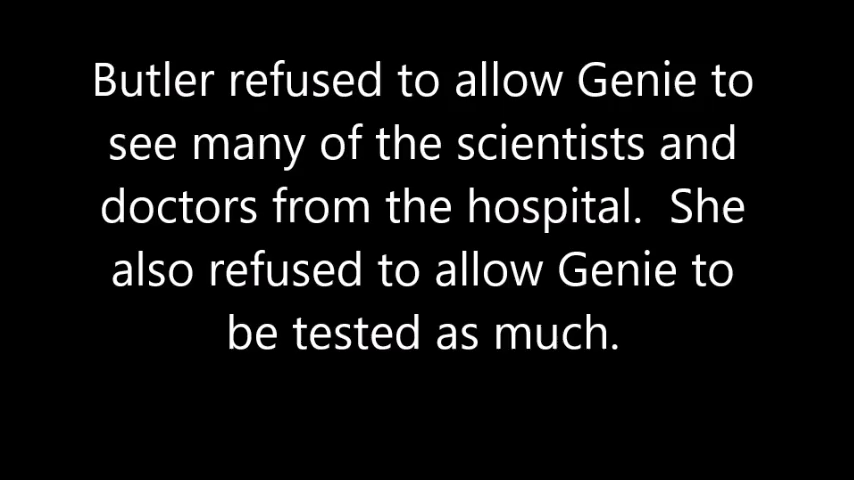 Butler refused to allow Genie to
see many of the scientists and
doctors from the hospital.  She
also refused to allow Genie to
be tested as much.